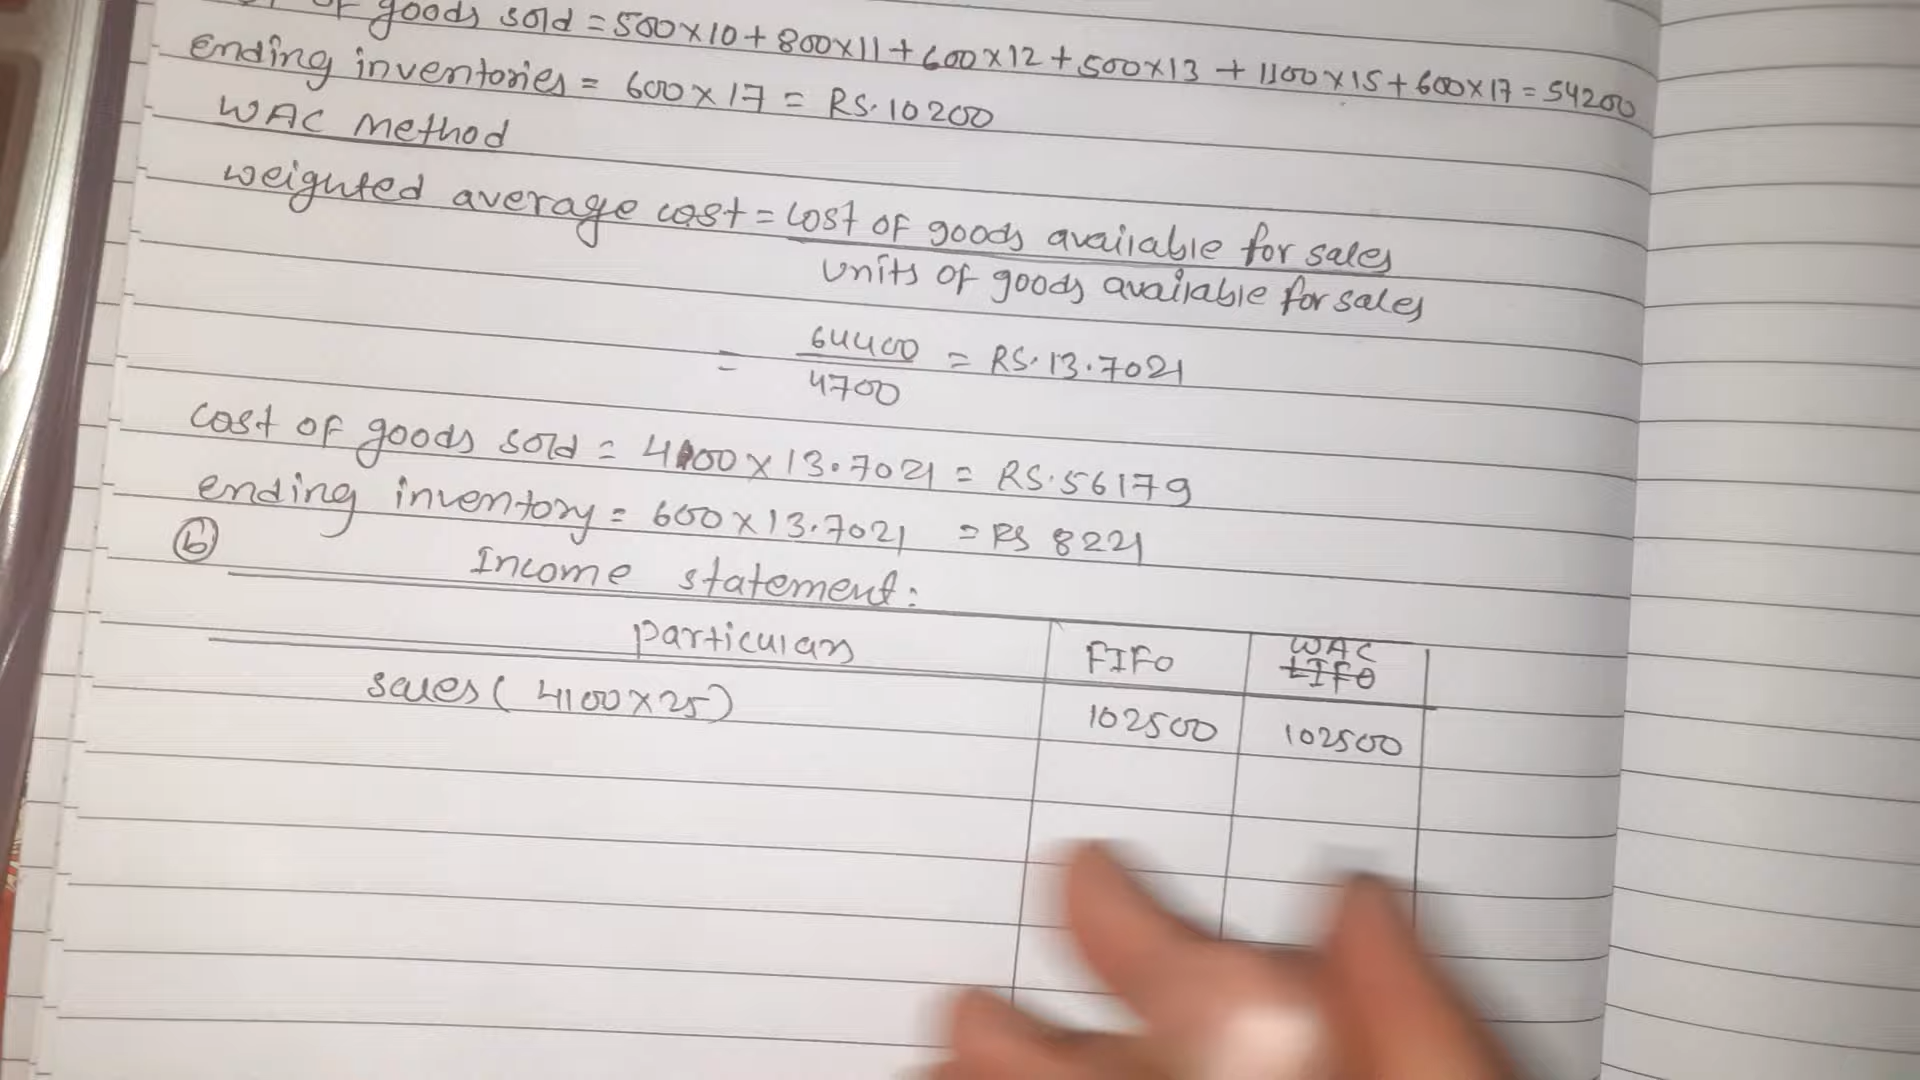 of goods sold = 500×10 + 800×11 + 600×12 + 500×13 + 1100×15 + 600×17 = 54200
ending inventories = 600×17 = RS. 10200
WAC Method
weighted average cost = Cost of goods available for sales
units of goods available for sales
= 64400 = RS. 13.7021
4700
cost of goods sold = 4100 × 13.7021 = RS. 56179
ending inventory = 600 × 13.7021 = RS 8221
b
Income statement:
particulars FIFO WAC
LIFO
sales ( 4100×25) 102500 102500